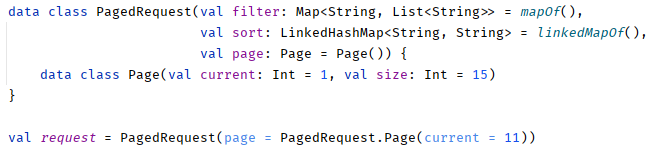 data class PagedRequest(val filter: Map<String, List<String>> = mapOf(),
                        val sort: LinkedHashMap<String, String> = linkedMapOf(),
                        val page: Page = Page()) {
    data class Page(val current: Int = 1, val size: Int = 15)
}

val request = PagedRequest(page = PagedRequest.Page(current = 11))